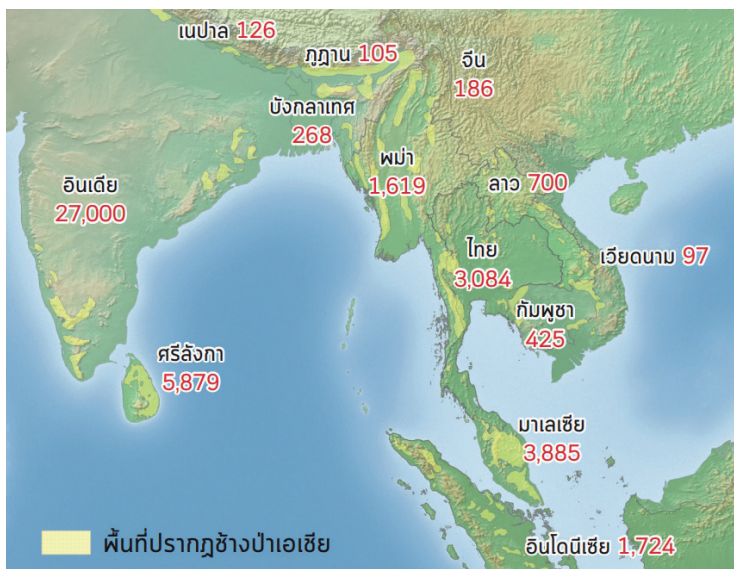 เนปาล 126
ภูฏาน 105
จีน
186
บังกลาเทศ
268
พม่า
1,619
ลาว 700
อินเดีย
27,000
ไทย
3,084
เวียดนาม 97
กัมพูชา
425
ศรีลังกา
5,879
มาเลเซีย
3,885
พื้นที่ปรากฏช้างป่าเอเชีย
อินโดนีเซีย 1,724